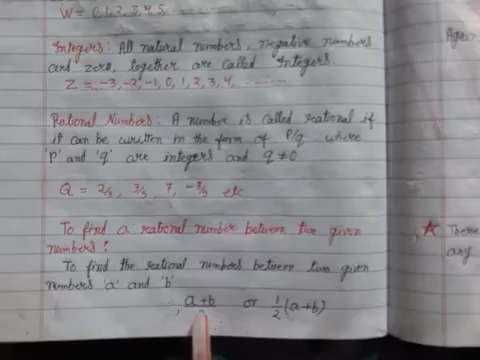 W = 0,1,2,3,4,5, ........
Integers: All natural numbers, negative numbers
and zero, together are called Integers
Z = -3,-2,-1,0,1,2,3,4, ........
Rational Numbers: A number is called rational if
it can be written in the form of P/q where
'P' and 'q' are integers and q≠0
Q = 2/3, 3/3, 7, etc
To find a rational number between two given
numbers:
To find the rational numbers between two given
numbers 'a' and 'b'
a+b or 1/2(a+b)
Again
★ There
any